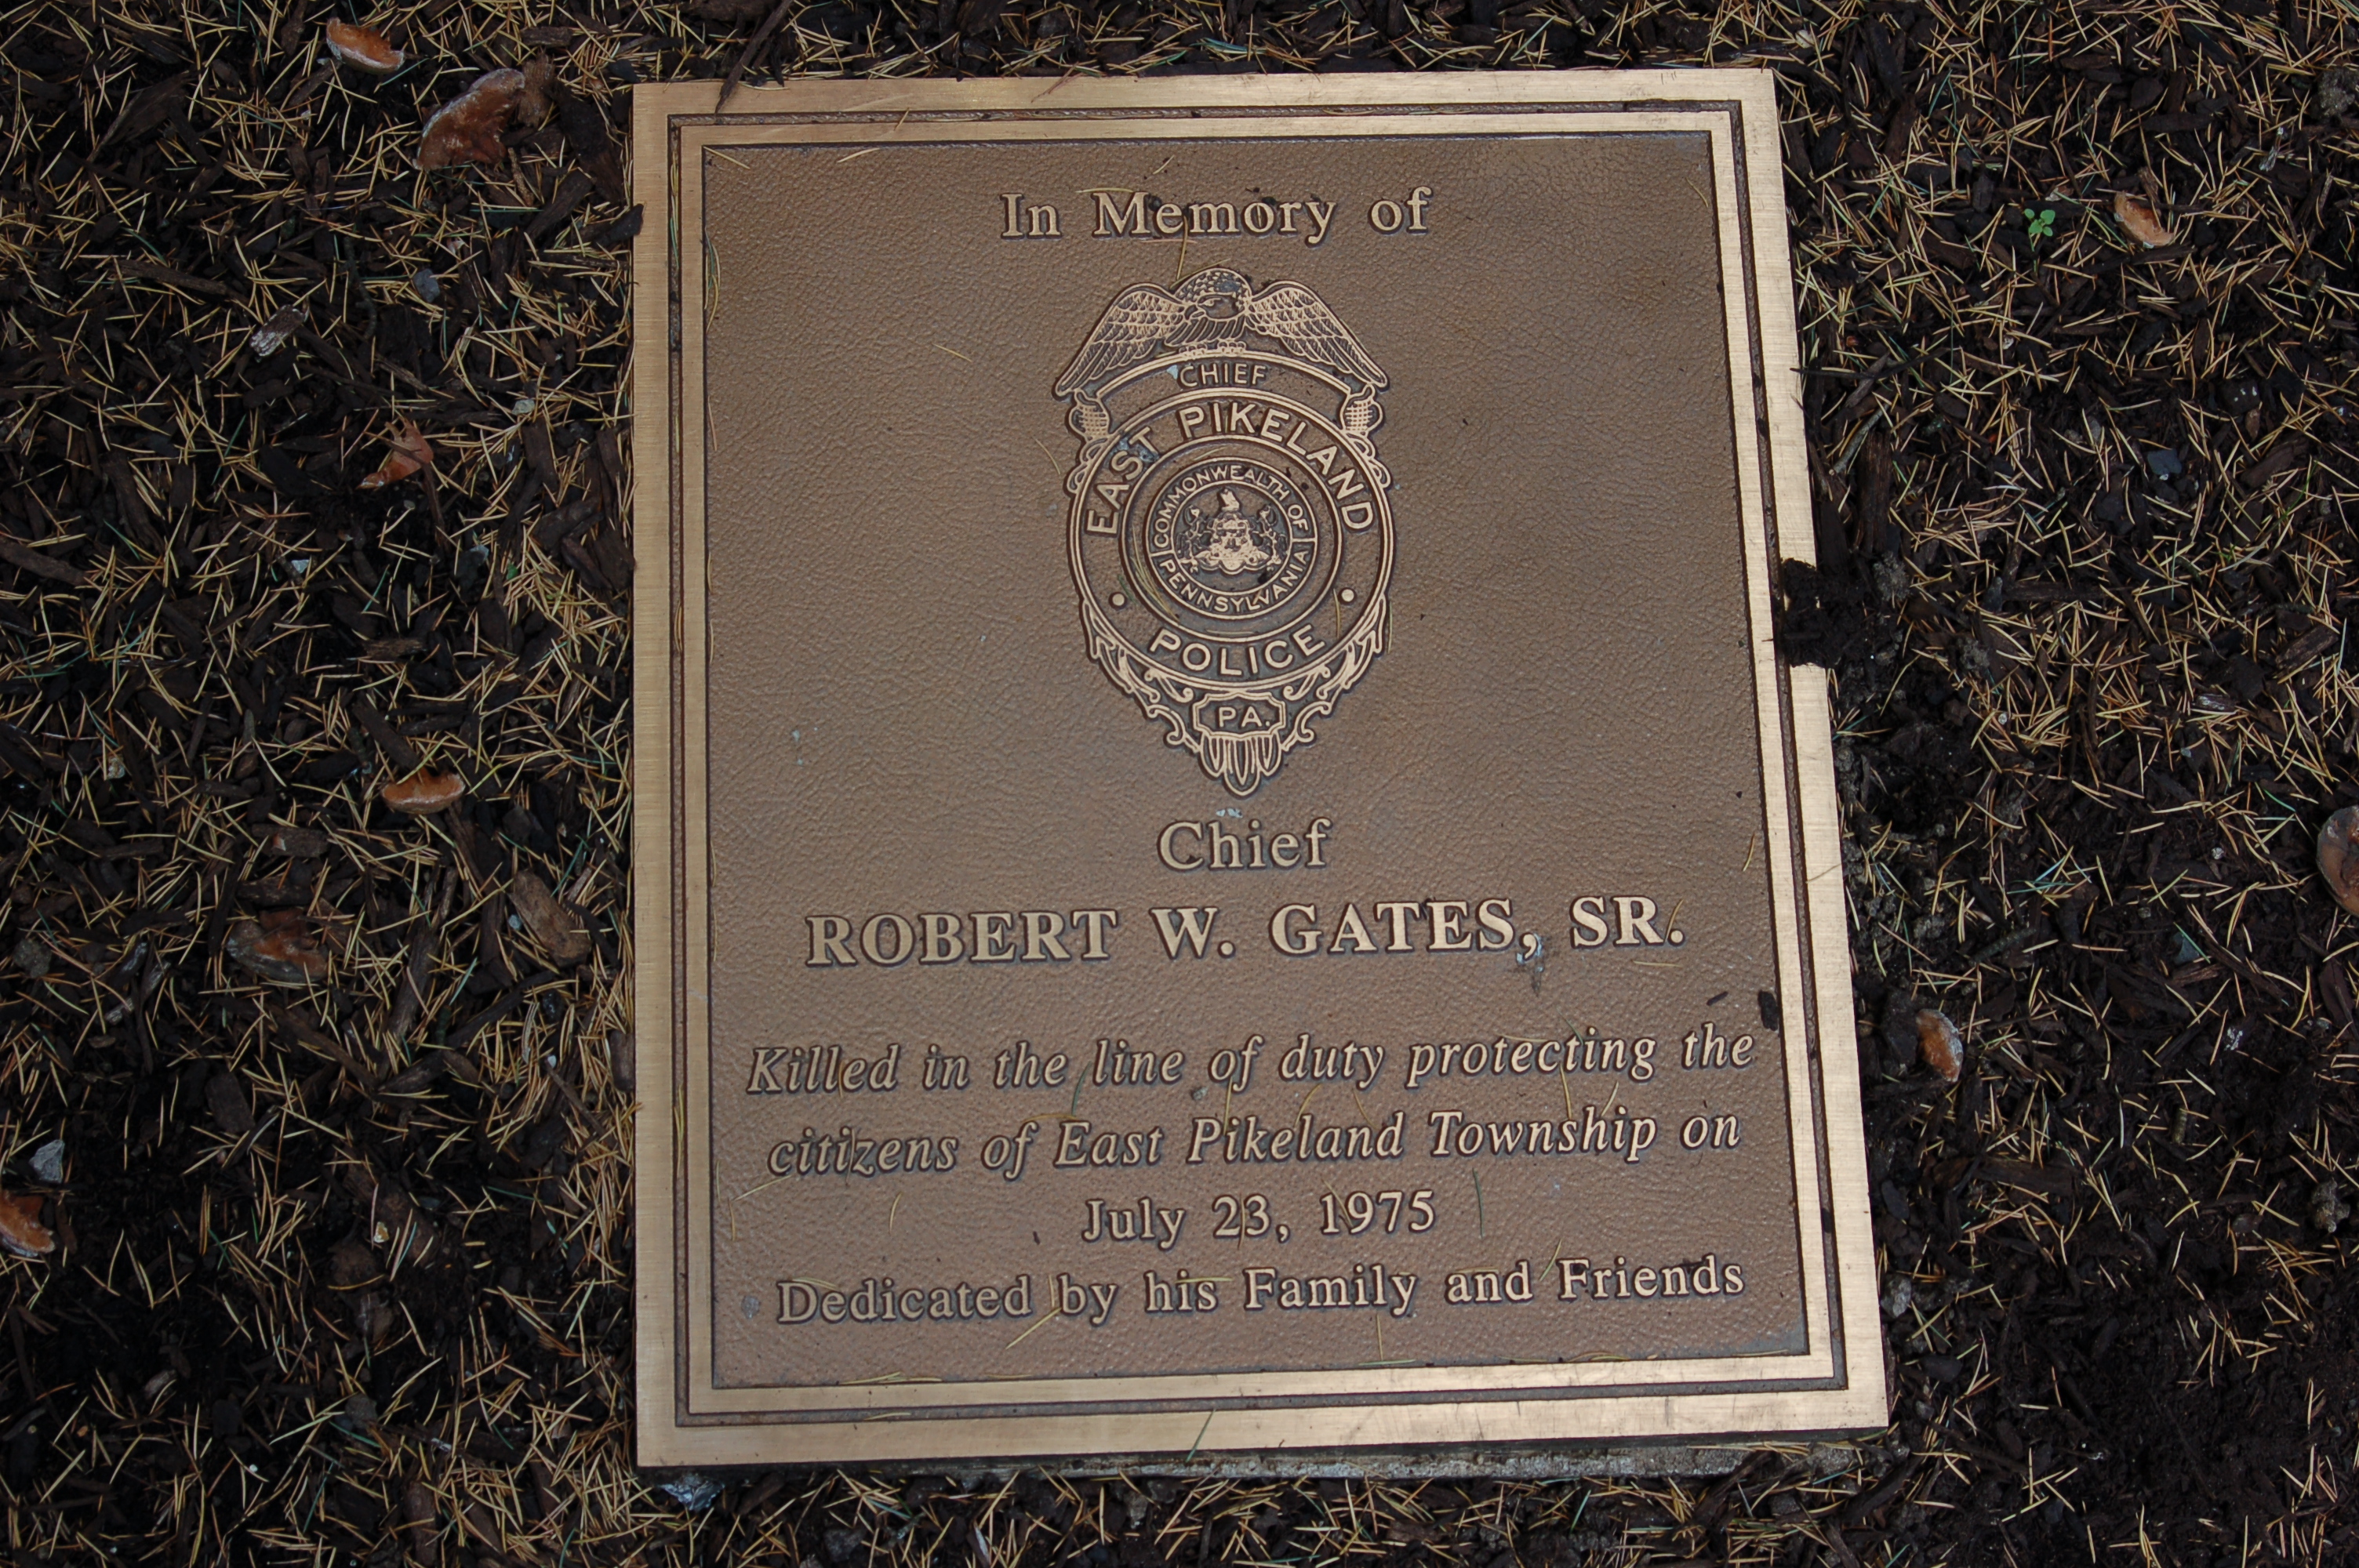 In Memory of
CHIEF
EAST PIKELAND
COMMONWEALTH OF
PENNSYLVANIA
POLICE
PA.
Chief
ROBERT W. GATES, SR.
Killed in the line of duty protecting the
citizens of East Pikeland Township on
July 23, 1975
Dedicated by his Family and Friends